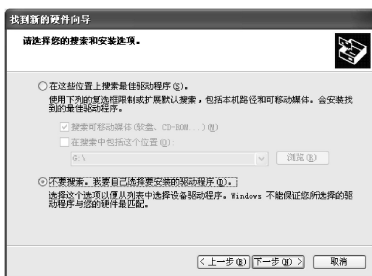 找到新的硬件向导
请选择您的搜索和安装选项。
在这些位置上搜索最佳驱动程序(S)。
使用下列的复选框限制或扩展默认搜索，包括本机路径和可移动媒体。会安装找
到的最佳驱动程序。
搜索可移动媒体(软盘、CD-ROM...)(M)
在搜索中包括这个位置(O):
G:\
浏览(R)
不要搜索。我要自己选择要安装的驱动程序(D)。
选择这个选项以便从列表中选择设备驱动程序。Windows 不能保证您所选择的驱
动程序与您的硬件最匹配。
<上一步(B)
下一步(N)>
取消